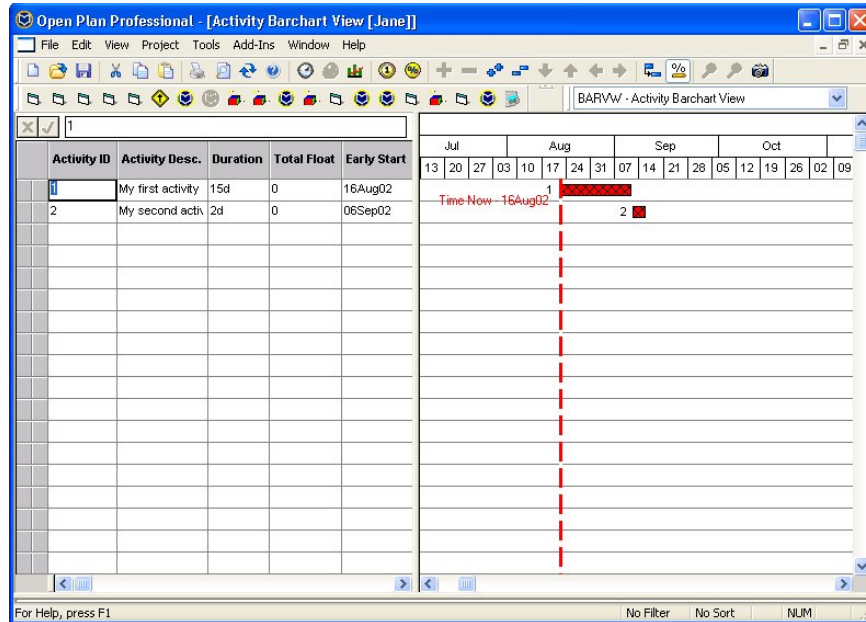 Open Plan Professional - [Activity Barchart View [Jane]]
File Edit View Project Tools Add-Ins Window Help
BARVW - Activity Barchart View
1
Jul Aug Sep Oct
Activity ID Activity Desc. Duration Total Float Early Start
13 20 27 03 10 17 24 31 07 14 21 28 05 12 19 26 02 09
1 My first activity 15d 0 16Aug02
1
Time Now - 16Aug02
2 My second activ 2d 0 06Sep02
2
For Help, press F1 No Filter No Sort NUM